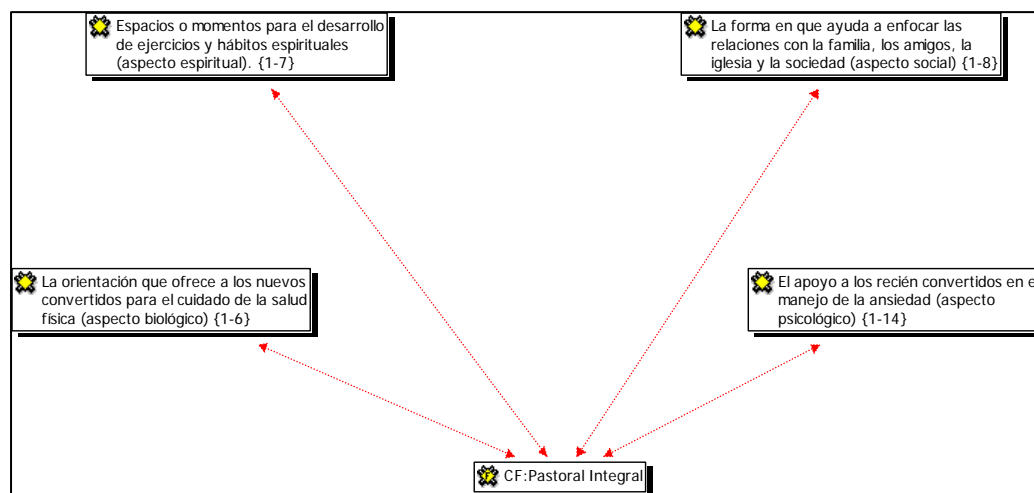 Espacios o momentos para el desarrollo
de ejercicios y hábitos espirituales
(aspecto espiritual). {1-7}
La forma en que ayuda a enfocar las
relaciones con la familia, los amigos, la
iglesia y la sociedad (aspecto social) {1-8}
La orientación que ofrece a los nuevos
convertidos para el cuidado de la salud
física (aspecto biológico) {1-6}
El apoyo a los recién convertidos en e
manejo de la ansiedad (aspecto
psicológico) {1-14}
CF:Pastoral Integral